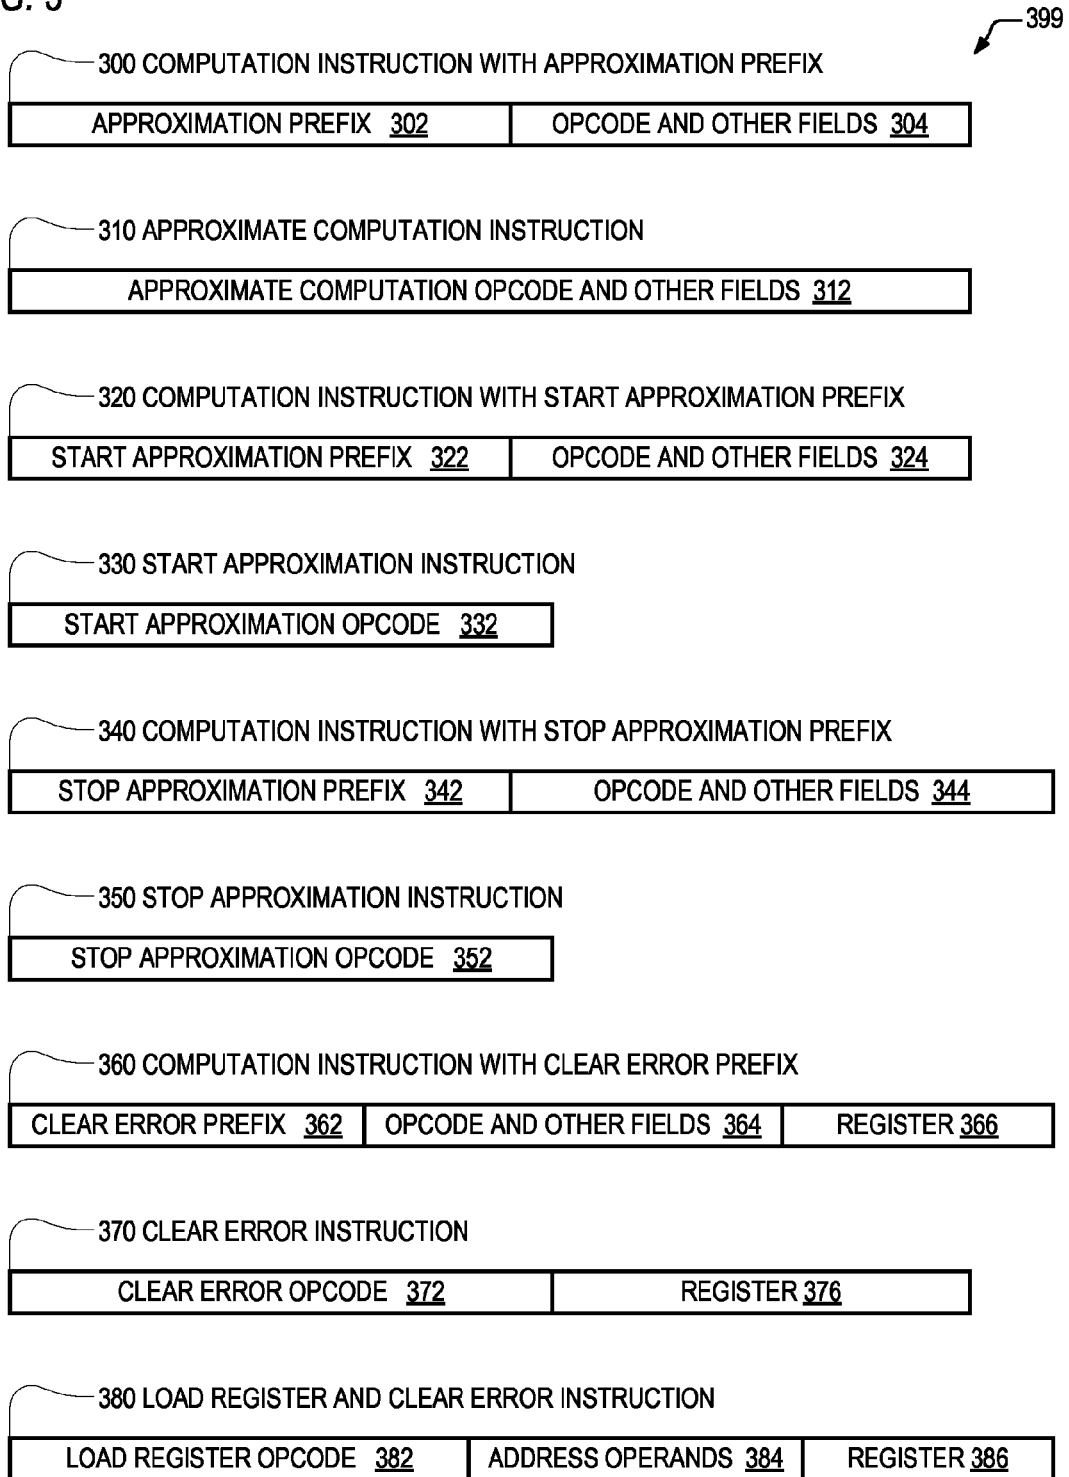 G. 3
399
300 COMPUTATION INSTRUCTION WITH APPROXIMATION PREFIX
APPROXIMATION PREFIX 302 OPCODE AND OTHER FIELDS 304
310 APPROXIMATE COMPUTATION INSTRUCTION
APPROXIMATE COMPUTATION OPCODE AND OTHER FIELDS 312
320 COMPUTATION INSTRUCTION WITH START APPROXIMATION PREFIX
START APPROXIMATION PREFIX 322 OPCODE AND OTHER FIELDS 324
330 START APPROXIMATION INSTRUCTION
START APPROXIMATION OPCODE 332
340 COMPUTATION INSTRUCTION WITH STOP APPROXIMATION PREFIX
STOP APPROXIMATION PREFIX 342 OPCODE AND OTHER FIELDS 344
350 STOP APPROXIMATION INSTRUCTION
STOP APPROXIMATION OPCODE 352
360 COMPUTATION INSTRUCTION WITH CLEAR ERROR PREFIX
CLEAR ERROR PREFIX 362 OPCODE AND OTHER FIELDS 364 REGISTER 366
370 CLEAR ERROR INSTRUCTION
CLEAR ERROR OPCODE 372 REGISTER 376
380 LOAD REGISTER AND CLEAR ERROR INSTRUCTION
LOAD REGISTER OPCODE 382 ADDRESS OPERANDS 384 REGISTER 386